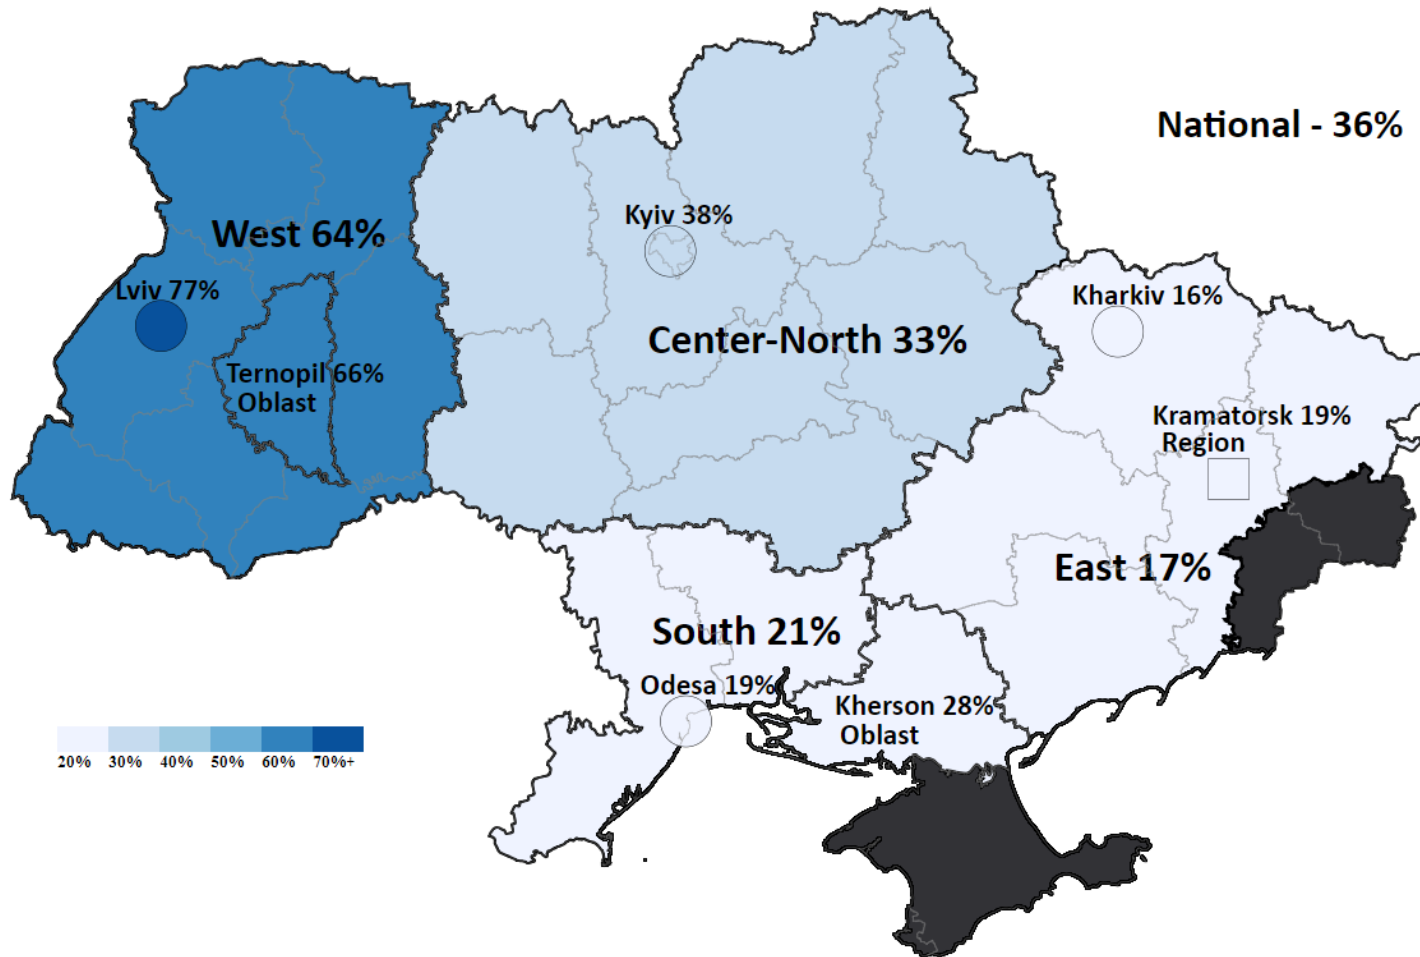 National - 36%
Kyiv 38%
West 64%
Lviv 77%
Kharkiv 16%
Center-North 33%
Ternopil 66%
Oblast
Kramatorsk 19%
Region
East 17%
South 21%
Odesa 19%
Kherson 28%
Oblast
20% 30% 40% 50% 60% 70%+